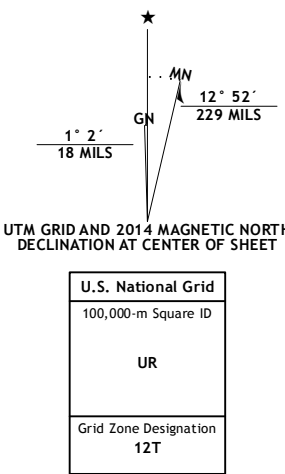 ★
MN
GN
12° 52´
229 MILS
1° 2´
18 MILS
UTM GRID AND 2014 MAGNETIC NORTH
DECLINATION AT CENTER OF SHEET
U.S. National Grid
100,000-m Square ID
UR
Grid Zone Designation
12T